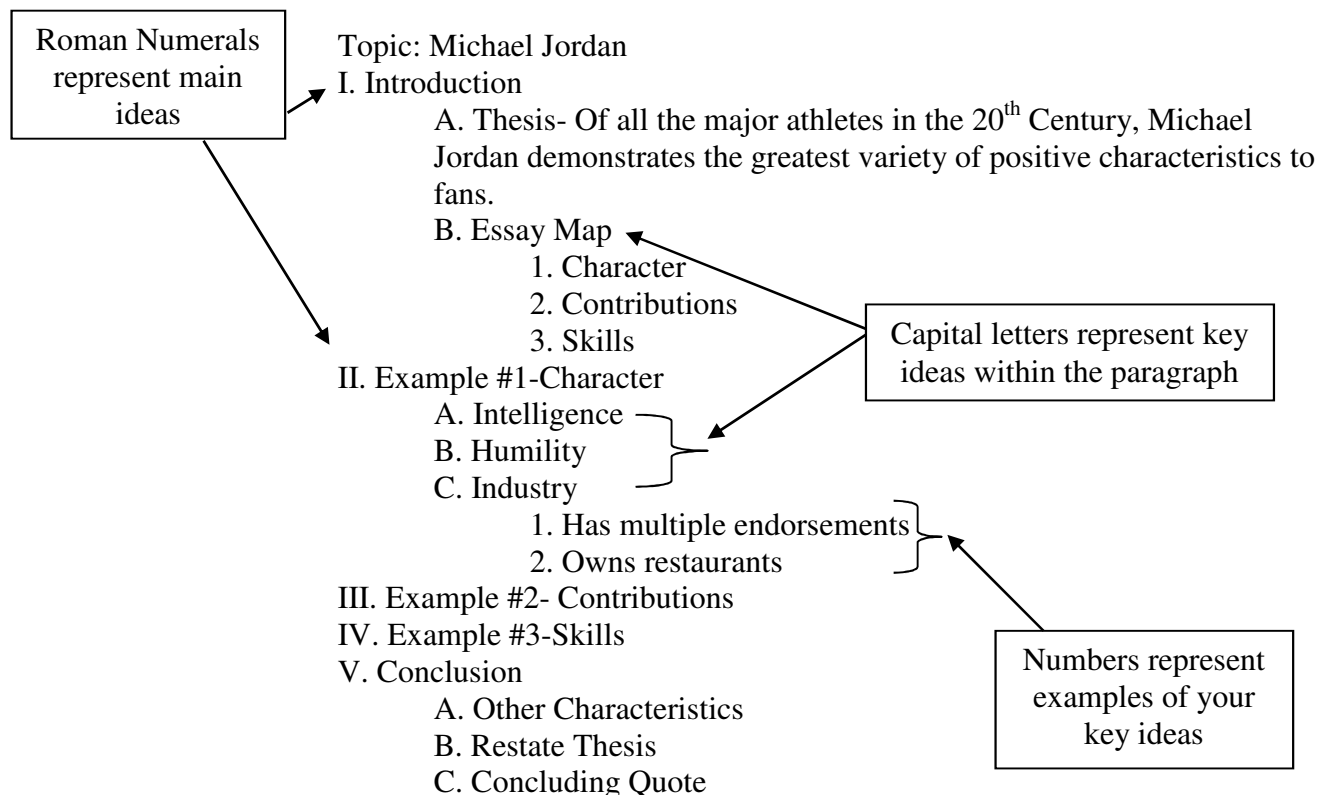 Roman Numerals
represent main
ideas
Topic: Michael Jordan
I. Introduction
A. Thesis- Of all the major athletes in the 20th Century, Michael
Jordan demonstrates the greatest variety of positive characteristics to
fans.
B. Essay Map
1. Character
2. Contributions
3. Skills
Capital letters represent key
ideas within the paragraph
II. Example #1-Character
A. Intelligence
B. Humility
C. Industry
1. Has multiple endorsements
2. Owns restaurants
III. Example #2- Contributions
IV. Example #3-Skills
V. Conclusion
A. Other Characteristics
B. Restate Thesis
C. Concluding Quote
Numbers represent
examples of your
key ideas